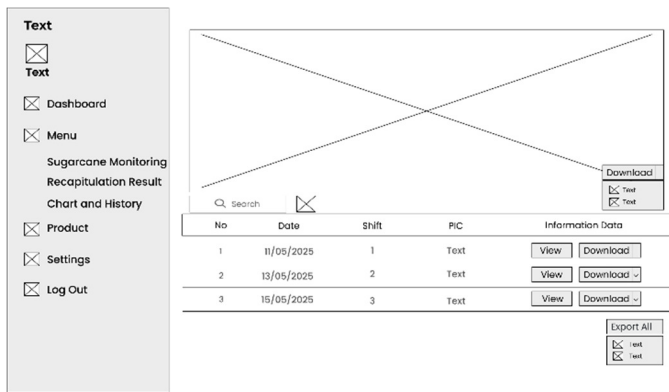 Text
Text
Dashboard
Menu
Sugarcane Monitoring
Recapitulation Result
Chart and History
Product
Settings
Log Out
Download
Text
Text
Search
No Date Shift PIC Information Data
1 11/05/2025 1 Text View Download
2 13/05/2025 2 Text View Download
3 15/05/2025 3 Text View Download
Export All
Text
Text